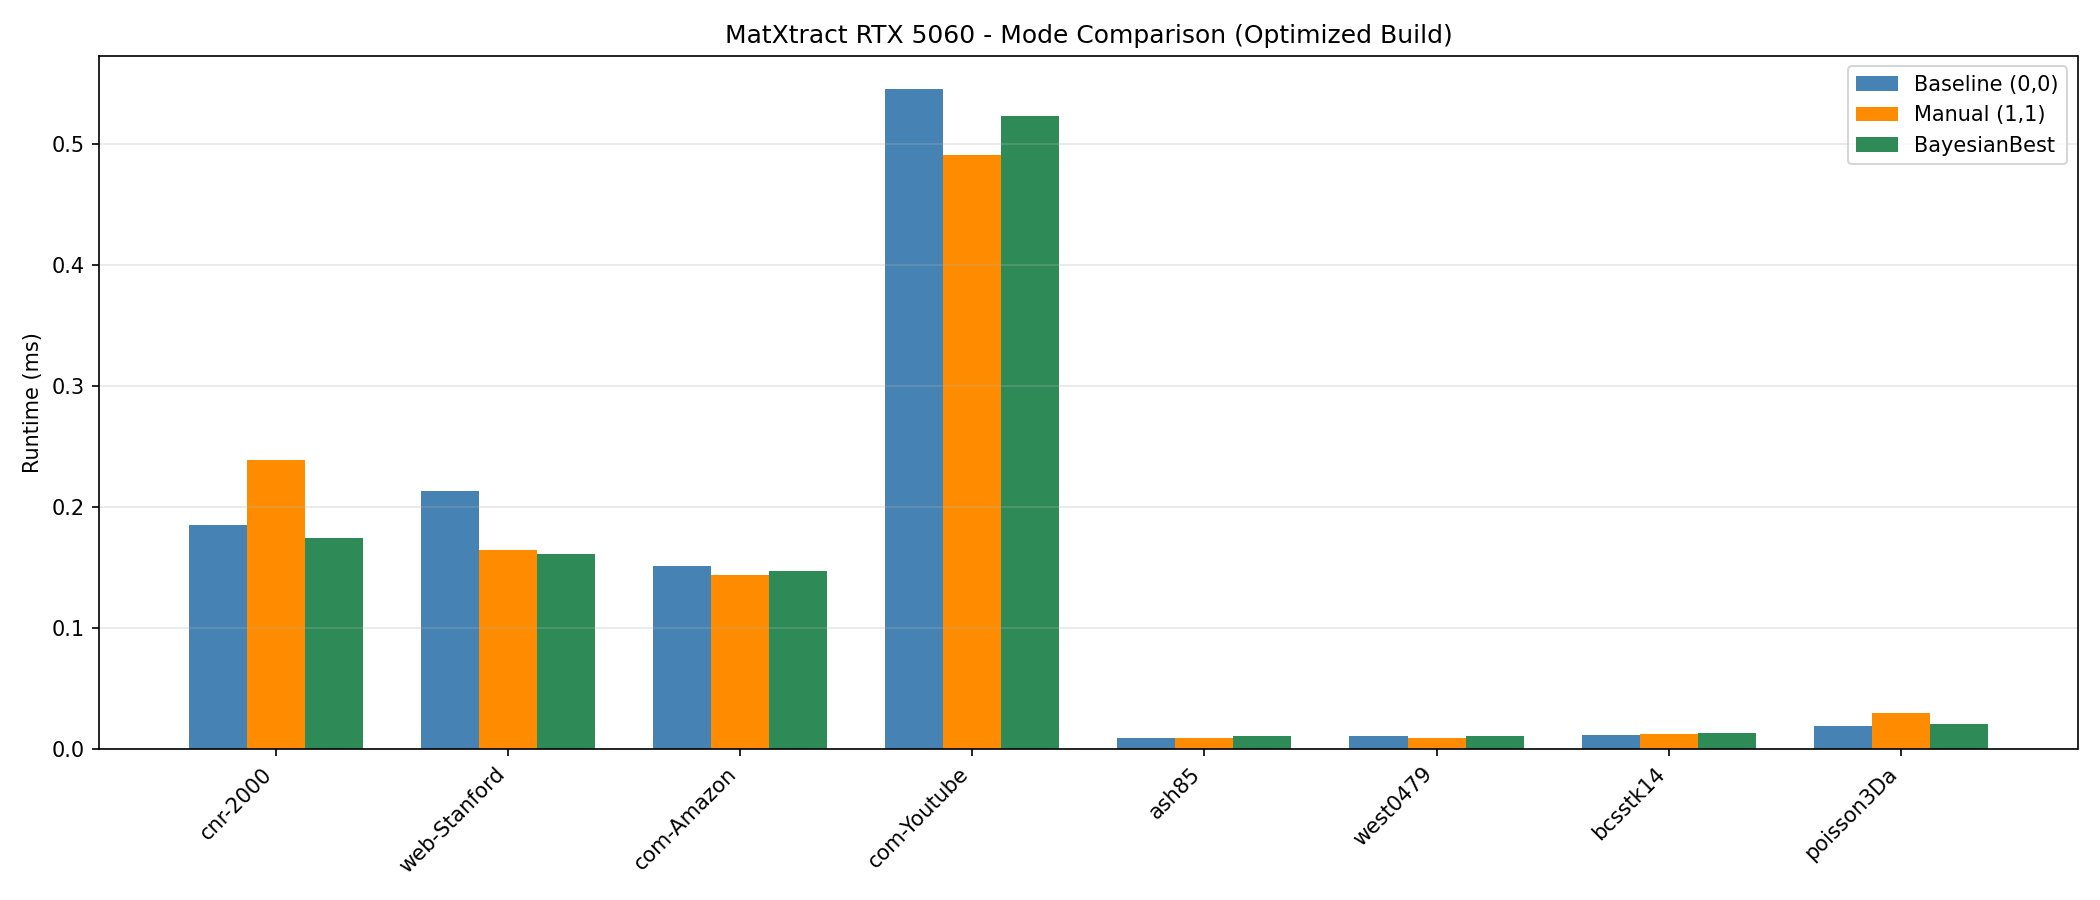 MatXtract RTX 5060 - Mode Comparison (Optimized Build)
Baseline (0,0)
Manual (1,1)
BayesianBest
Runtime (ms)
0.5
0.4
0.3
0.2
0.1
0.0
cnr-2000
web-Stanford
com-Amazon
com-Youtube
ash85
west0479
bcsstk14
poisson3Da